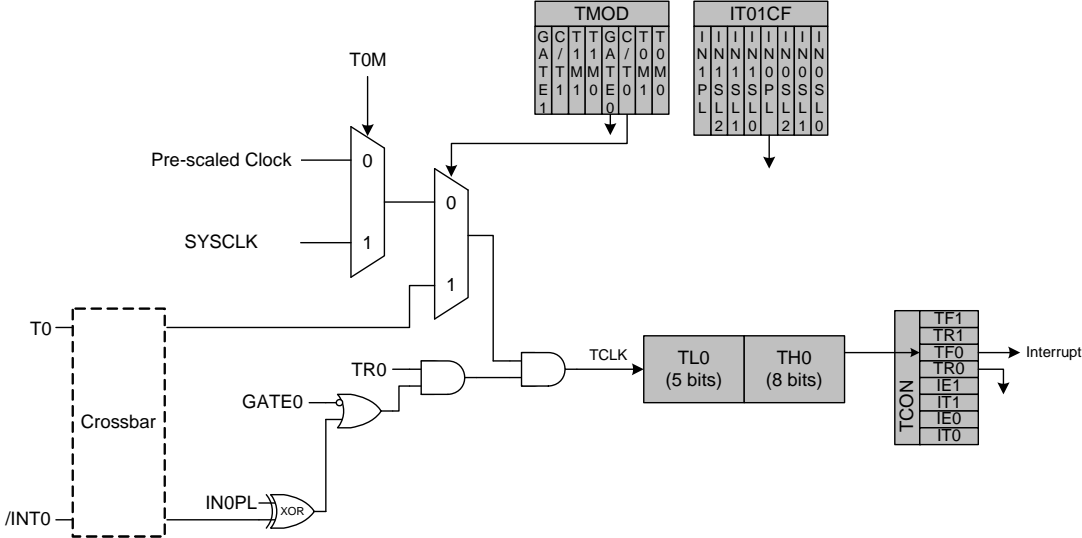 TMOD
GATE1
C/T1
T1M1
T1M0
GATE0
C/T0
T0M1
T0M0
IT01CF
IN1PL
IN1SL2
IN1SL1
IN1SL0
IN0PL
IN0SL2
IN0SL1
IN0SL0
T0M
Pre-scaled Clock
0
SYSCLK
1
0
1
T0
Crossbar
/INT0
TR0
GATE0
IN0PL
XOR
TCLK
TL0
(5 bits)
TH0
(8 bits)
TCON
TF1
TR1
TF0
TR0
IE1
IT1
IE0
IT0
Interrupt